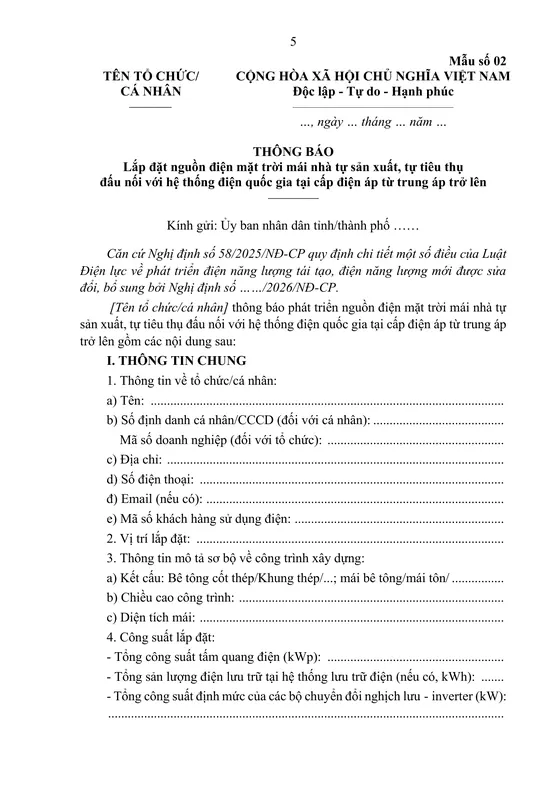 5
Mẫu số 02
TÊN TỔ CHỨC/
CÁ NHÂN
CỘNG HÒA XÃ HỘI CHỦ NGHĨA VIỆT NAM
Độc lập - Tự do - Hạnh phúc
..., ngày ... tháng ... năm ...
THÔNG BÁO
Lắp đặt nguồn điện mặt trời mái nhà tự sản xuất, tự tiêu thụ
đấu nối với hệ thống điện quốc gia tại cấp điện áp từ trung áp trở lên
Kính gửi: Ủy ban nhân dân tỉnh/thành phố ……
Căn cứ Nghị định số 58/2025/NĐ-CP quy định chi tiết một số điều của Luật
Điện lực về phát triển điện năng lượng tái tạo, điện năng lượng mới được sửa
đổi, bổ sung bởi Nghị định số ……/2026/NĐ-CP.
[Tên tổ chức/cá nhân] thông báo phát triển nguồn điện mặt trời mái nhà tự
sản xuất, tự tiêu thụ đấu nối với hệ thống điện quốc gia tại cấp điện áp từ trung áp
trở lên gồm các nội dung sau:
I. THÔNG TIN CHUNG
1. Thông tin về tổ chức/cá nhân:
a) Tên: ........................................................
b) Số định danh cá nhân/CCCD (đối với cá nhân): ....................
Mã số doanh nghiệp (đối với tổ chức): ...........................
c) Địa chỉ: ....................................................
d) Số điện thoại: ..............................................
đ) Email (nếu có): .............................................
e) Mã số khách hàng sử dụng điện: ................................
2. Vị trí lắp đặt: .............................................
3. Thông tin mô tả sơ bộ về công trình xây dựng:
a) Kết cấu: Bê tông cốt thép/Khung thép/...; mái bê tông/mái tôn/ ................
b) Chiều cao công trình: ........................................
c) Diện tích mái: ..............................................
4. Công suất lắp đặt:
- Tổng công suất tấm quang điện (kWp): ...........................
- Tổng sản lượng điện lưu trữ tại hệ thống lưu trữ điện (nếu có, kWh): .......
- Tổng công suất định mức của các bộ chuyển đổi nghịch lưu - inverter (kW):
................................................................